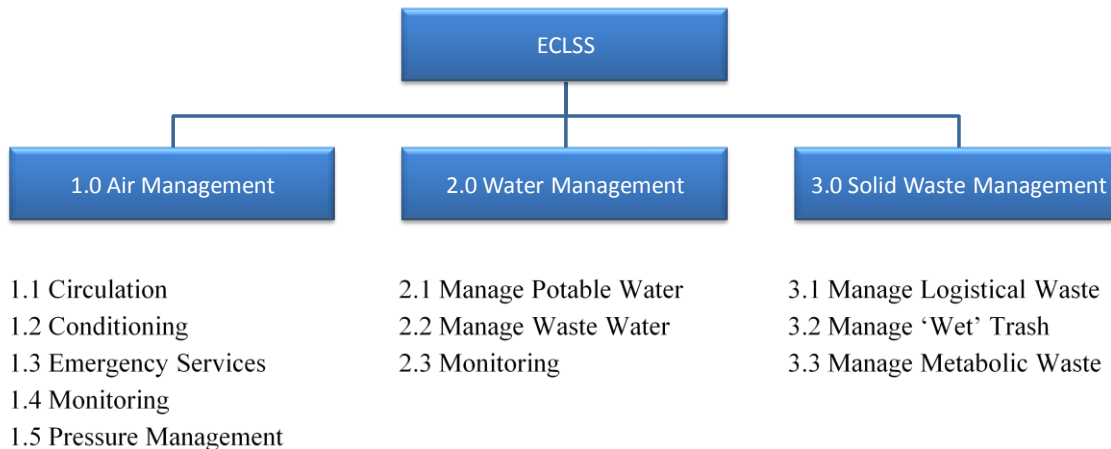 ECLSS
1.0 Air Management
2.0 Water Management
3.0 Solid Waste Management
1.1 Circulation
1.2 Conditioning
1.3 Emergency Services
1.4 Monitoring
1.5 Pressure Management
2.1 Manage Potable Water
2.2 Manage Waste Water
2.3 Monitoring
3.1 Manage Logistical Waste
3.2 Manage ‘Wet’ Trash
3.3 Manage Metabolic Waste